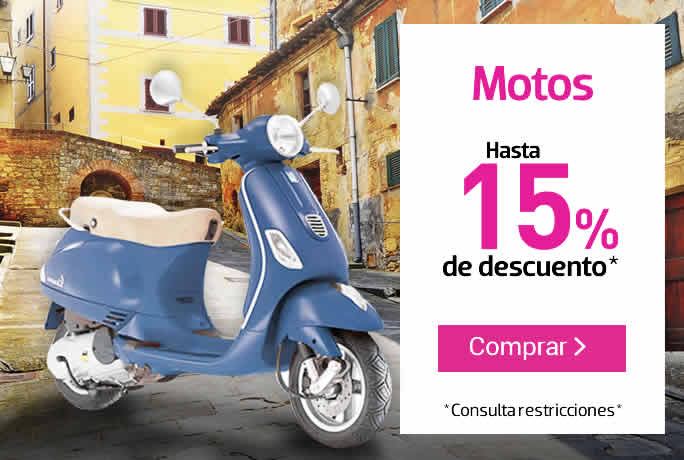 Motos
Hasta
15%
de descuento*
Comprar >
*Consulta restricciones*